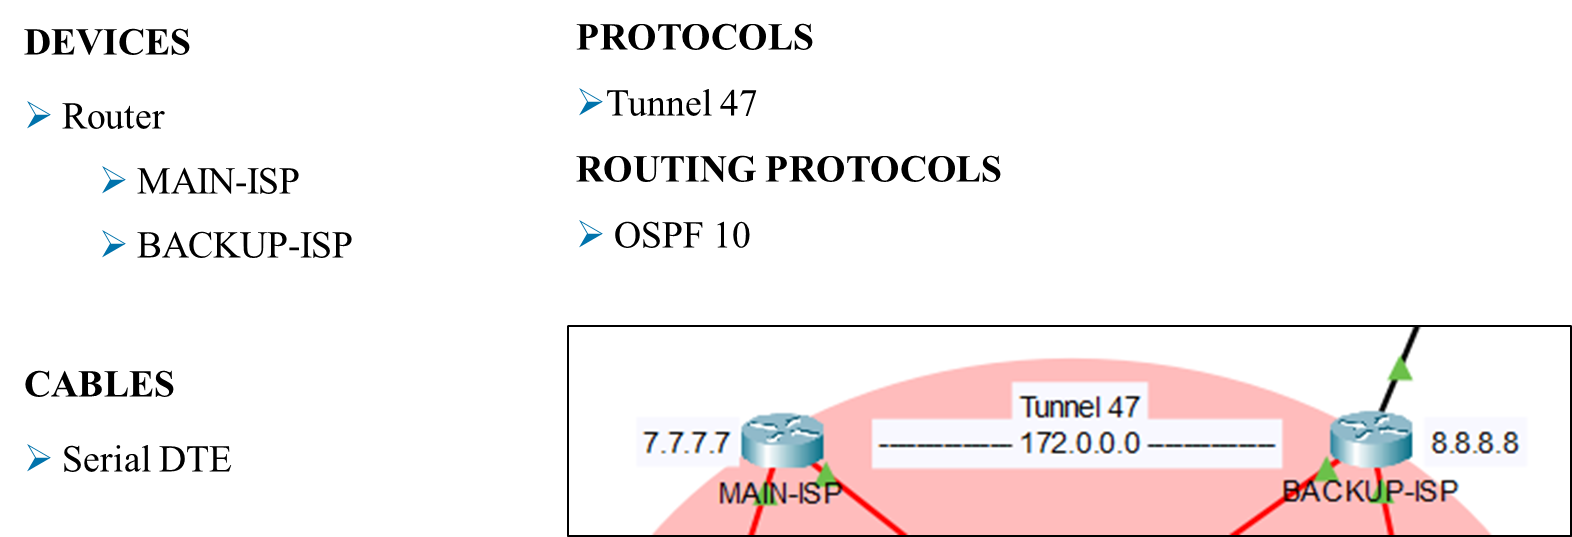 DEVICES
Router
MAIN-ISP
BACKUP-ISP
CABLES
Serial DTE
PROTOCOLS
Tunnel 47
ROUTING PROTOCOLS
OSPF 10
Tunnel 47
7.7.7.7 ---------------- 172.0.0.0 ---------------- 8.8.8.8
MAIN-ISP BACKUP-ISP